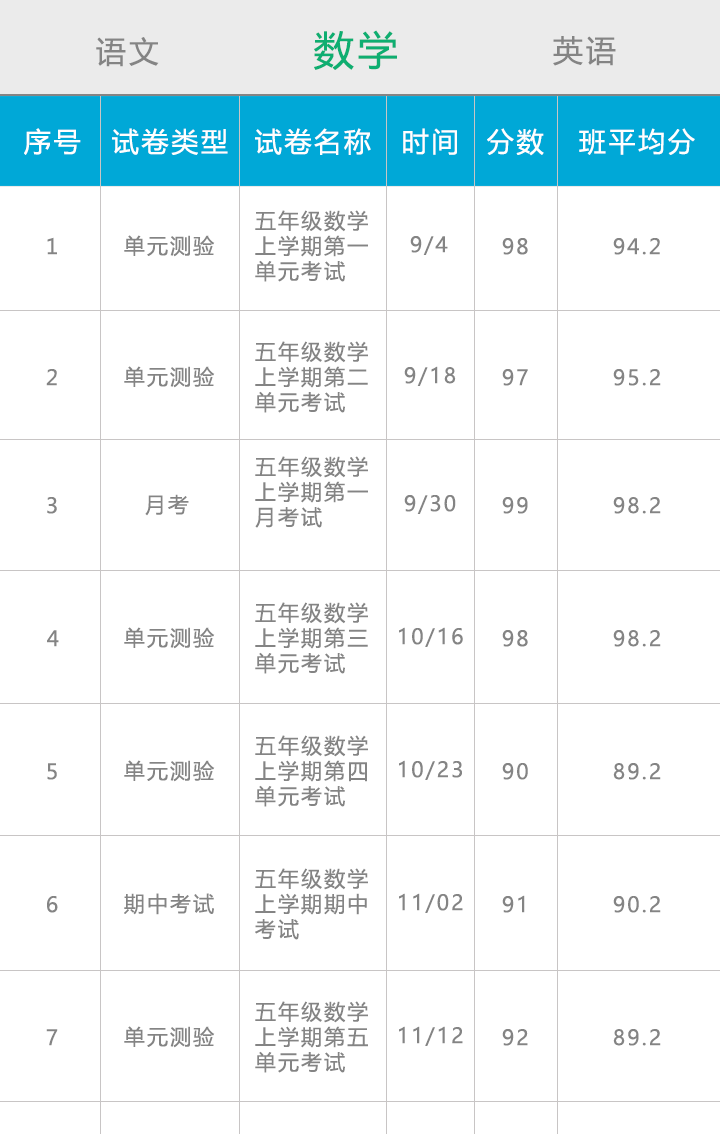 语文 数学 英语
序号 试卷类型 试卷名称 时间 分数 班平均分
1 单元测验 五年级数学
上学期第一
单元考试 9/4 98 94.2
2 单元测验 五年级数学
上学期第二
单元考试 9/18 97 95.2
3 月考 五年级数学
上学期第一
月考试 9/30 99 98.2
4 单元测验 五年级数学
上学期第三
单元考试 10/16 98 98.2
5 单元测验 五年级数学
上学期第四
单元考试 10/23 90 89.2
6 期中考试 五年级数学
上学期期中
考试 11/02 91 90.2
7 单元测验 五年级数学
上学期第五
单元考试 11/12 92 89.2